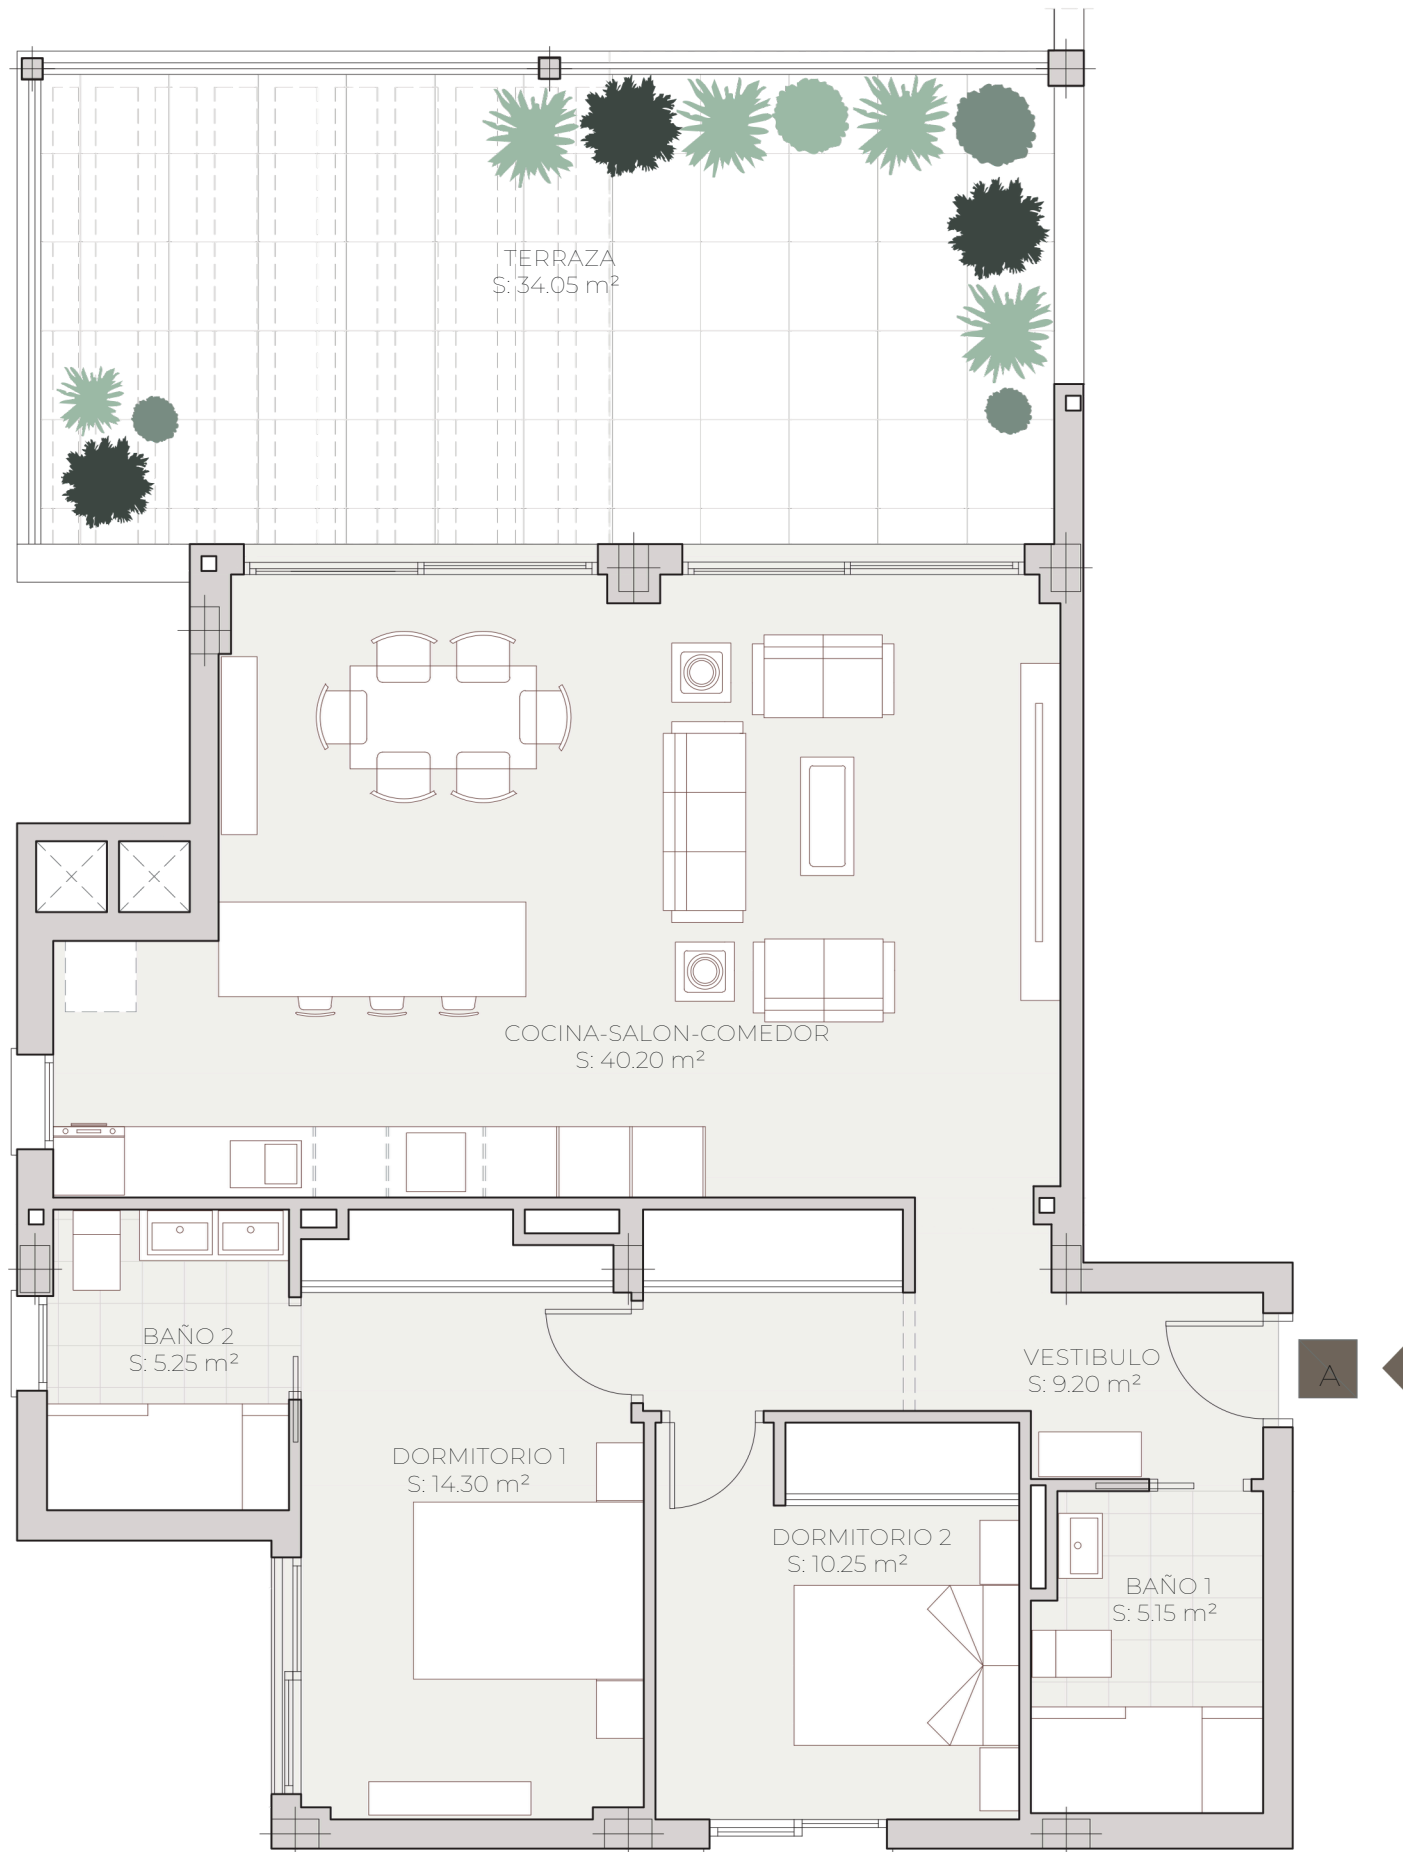 TERRAZA
S: 34.05 m²
COCINA-SALON-COMEDOR
S: 40.20 m²
BAÑO 2
S: 5.25 m²
VESTIBULO
S: 9.20 m²
A
DORMITORIO 1
S: 14.30 m²
DORMITORIO 2
S: 10.25 m²
BAÑO 1
S: 5.15 m²